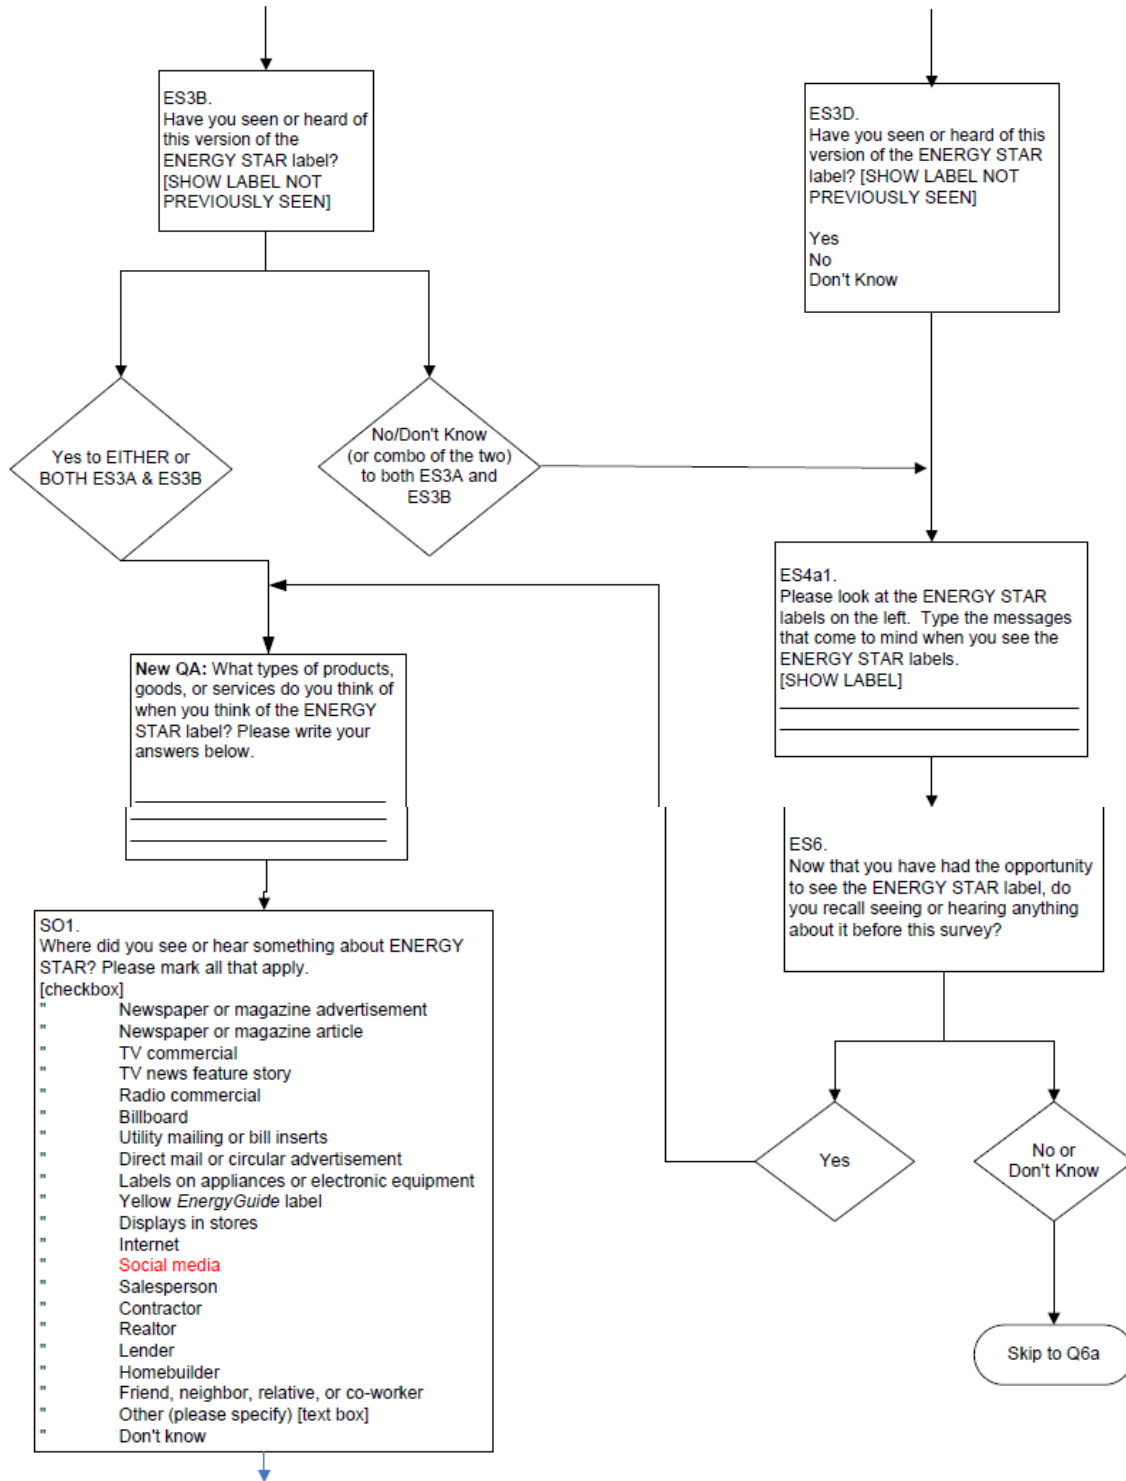 ES3B.
Have you seen or heard of
this version of the
ENERGY STAR label?
[SHOW LABEL NOT
PREVIOUSLY SEEN]
ES3D.
Have you seen or heard of this
version of the ENERGY STAR
label? [SHOW LABEL NOT
PREVIOUSLY SEEN]
Yes
No
Don't Know
Yes to EITHER or
BOTH ES3A & ES3B
No/Don't Know
(or combo of the two)
to both ES3A and
ES3B
ES4a1.
Please look at the ENERGY STAR
labels on the left.  Type the messages
that come to mind when you see the
ENERGY STAR labels.
[SHOW LABEL]
New QA: What types of products,
goods, or services do you think of
when you think of the ENERGY
STAR label? Please write your
answers below.
ES6.
Now that you have had the opportunity
to see the ENERGY STAR label, do
you recall seeing or hearing anything
about it before this survey?
SO1.
Where did you see or hear something about ENERGY
STAR? Please mark all that apply.
[checkbox]
" Newspaper or magazine advertisement
" Newspaper or magazine article
" TV commercial
" TV news feature story
" Radio commercial
" Billboard
" Utility mailing or bill inserts
" Direct mail or circular advertisement
" Labels on appliances or electronic equipment
" Yellow EnergyGuide label
" Displays in stores
" Internet
" Social media
" Salesperson
" Contractor
" Realtor
" Lender
" Homebuilder
" Friend, neighbor, relative, or co-worker
" Other (please specify) [text box]
" Don't know
Yes
No or
Don't Know
Skip to Q6a